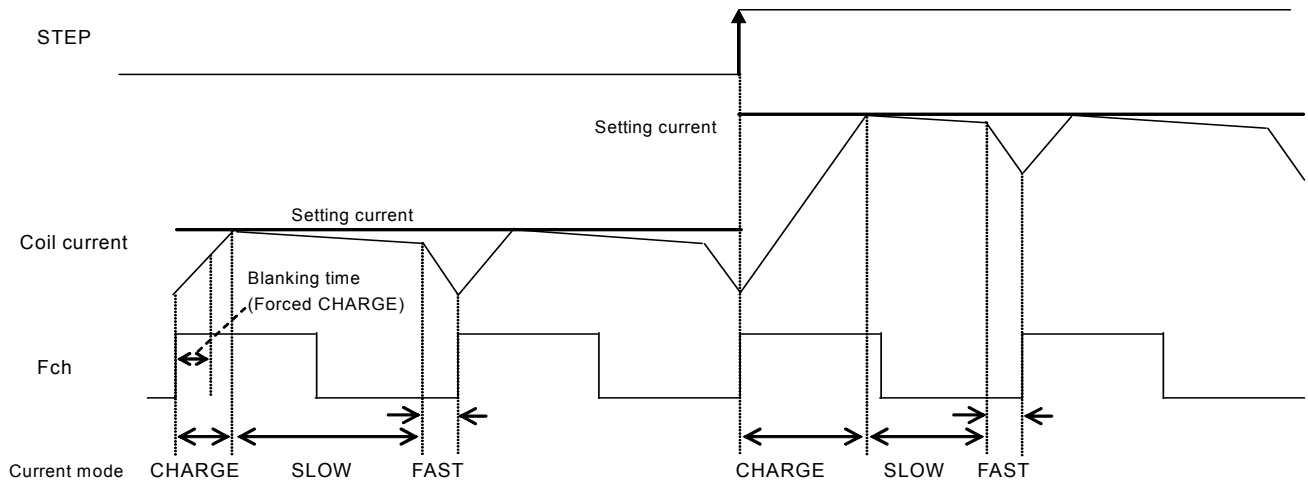 STEP
Setting current
Setting current
Coil current
Blanking time
(Forced CHARGE)
Fch
Current mode CHARGE SLOW FAST CHARGE SLOW FAST